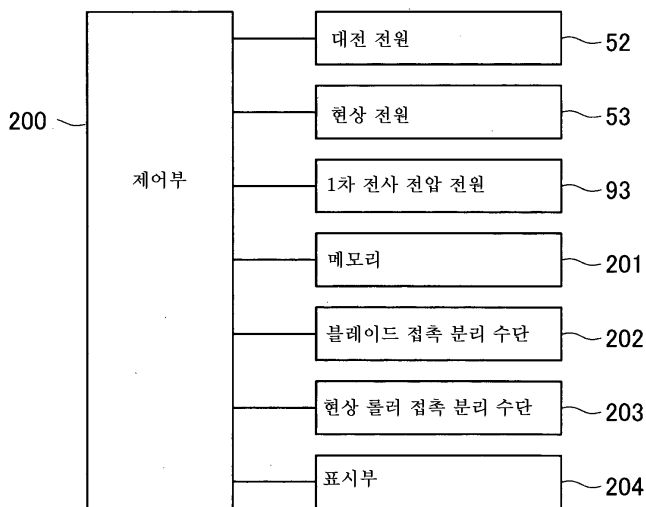 대전 전원
52
현상 전원
53
200
제어부
1차 전사 전압 전원
93
메모리
201
블레이드 접촉 분리 수단
202
현상 롤러 접촉 분리 수단
203
표시부
204